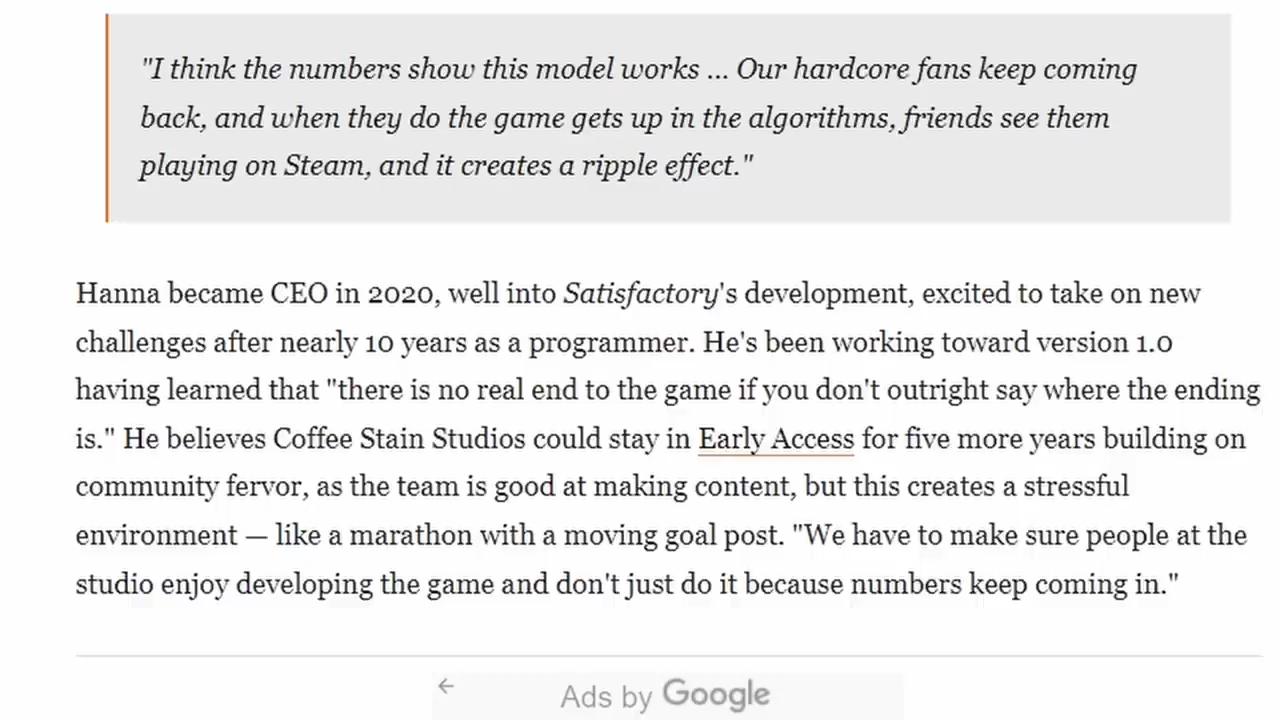 "I think the numbers show this model works ... Our hardcore fans keep coming
back, and when they do the game gets up in the algorithms, friends see them
playing on Steam, and it creates a ripple effect."
Hanna became CEO in 2020, well into Satisfactory's development, excited to take on new
challenges after nearly 10 years as a programmer. He's been working toward version 1.0
having learned that "there is no real end to the game if you don't outright say where the ending
is." He believes Coffee Stain Studios could stay in Early Access for five more years building on
community fervor, as the team is good at making content, but this creates a stressful
environment — like a marathon with a moving goal post. "We have to make sure people at the
studio enjoy developing the game and don't just do it because numbers keep coming in."
Ads by Google